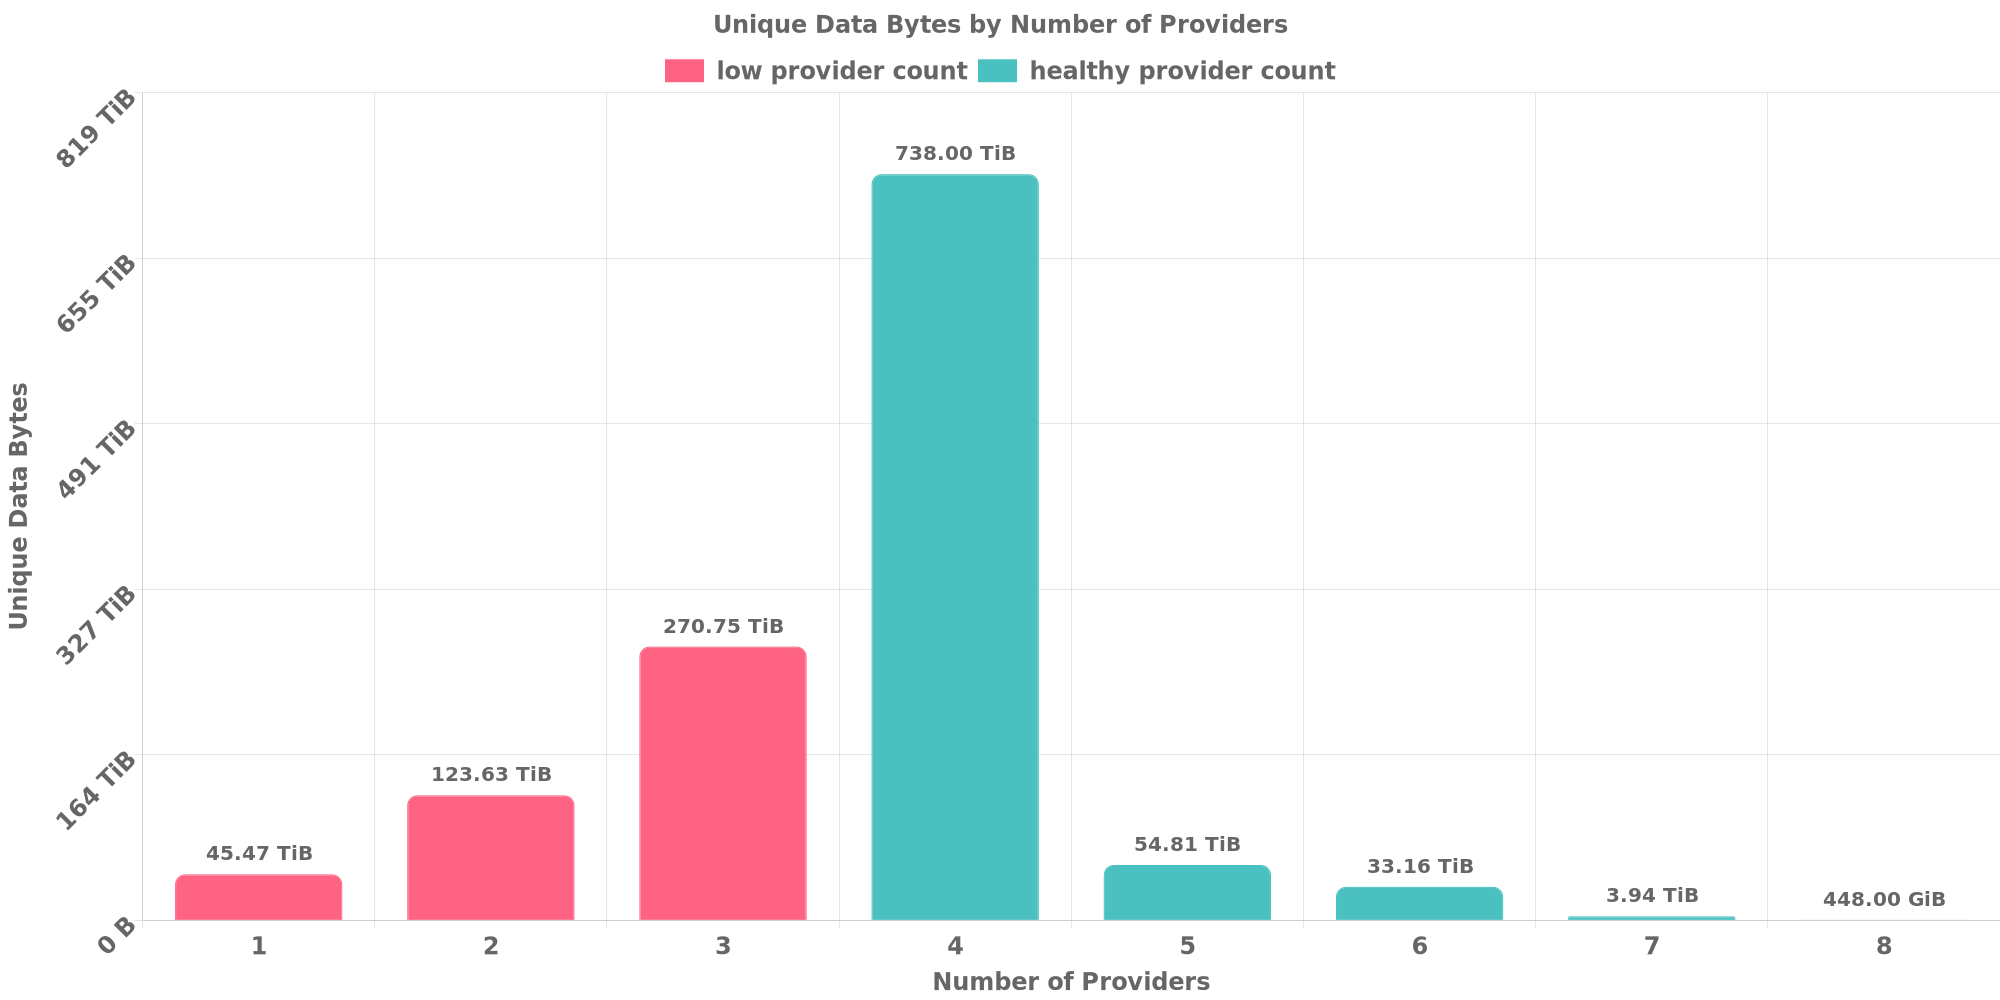 Unique Data Bytes by Number of Providers
low provider count
healthy provider count
819 TiB
655 TiB
491 TiB
327 TiB
164 TiB
0 B
Unique Data Bytes
45.47 TiB
123.63 TiB
270.75 TiB
738.00 TiB
54.81 TiB
33.16 TiB
3.94 TiB
448.00 GiB
1
2
3
4
5
6
7
8
Number of Providers